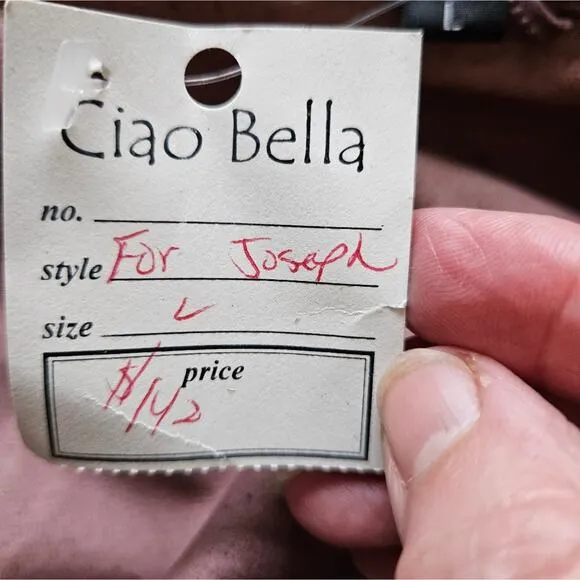 Ciao Bella
no.
style For Joseph
size L
price
$142